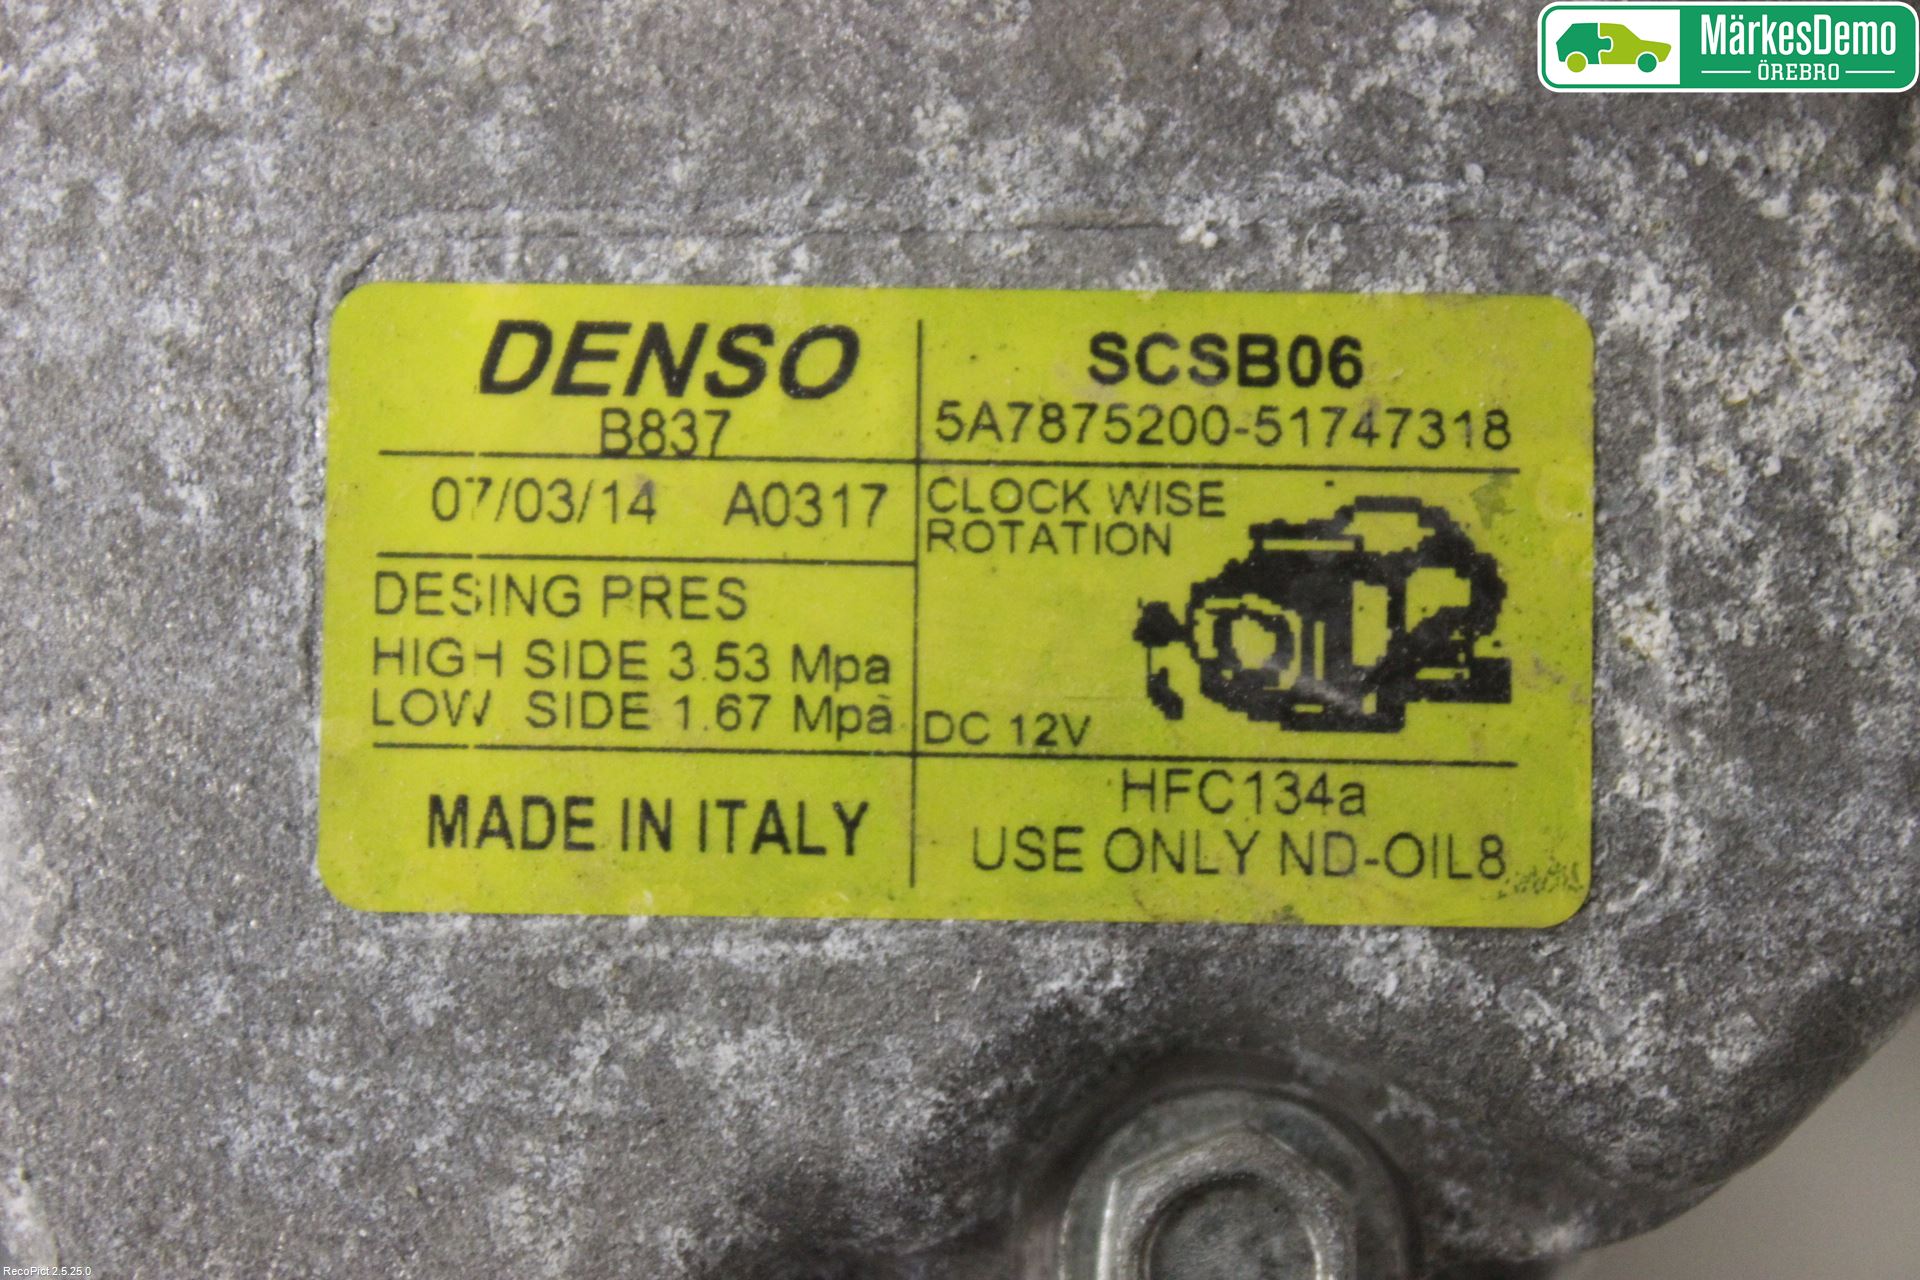 MärkesDemo
ÖREBRO
DENSO
B837
SCSB06
5A7875200-51747318
07/03/14 A0317
CLOCK WISE
ROTATION
DESING PRES
HIGH SIDE 3.53 Mpa
LOW SIDE 1.67 Mpa
DC 12V
MADE IN ITALY
HFC134a
USE ONLY ND-OIL8
RecoPict 2.5.25.0